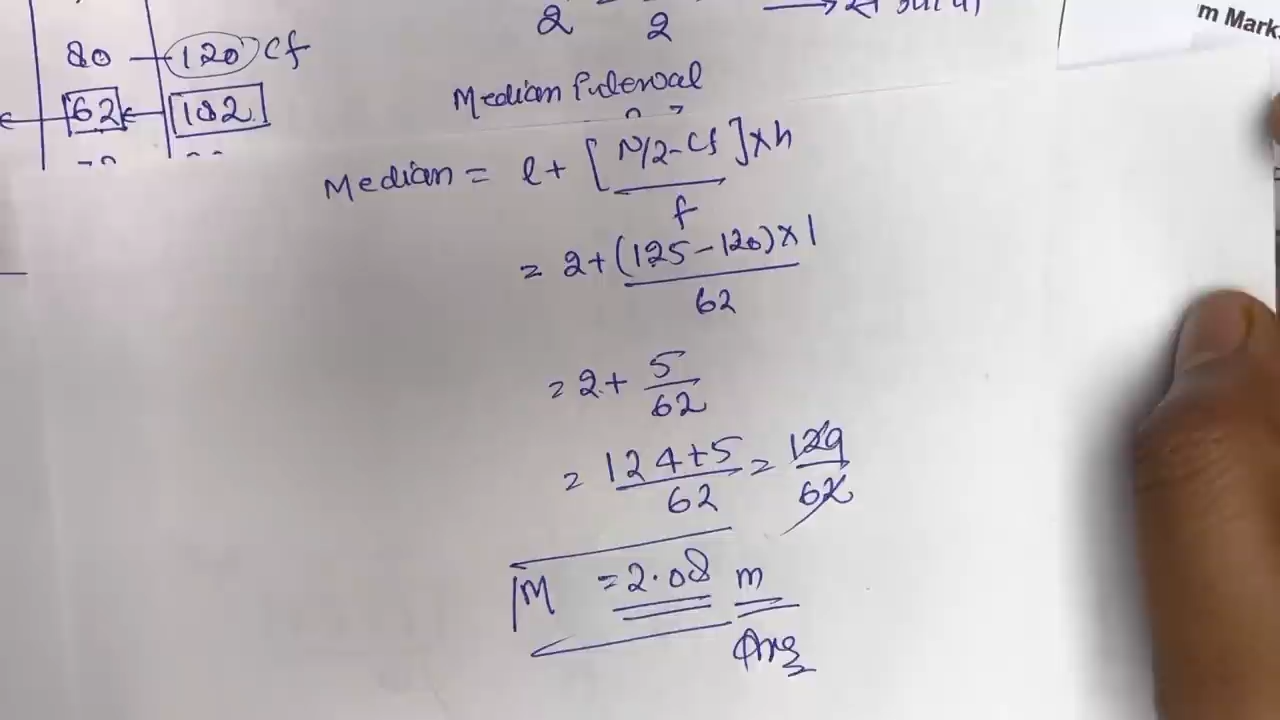 2 2
80 120 cf
62 182
m Mark
Median Interval
Median = l + [N/2 - cf] x h
f
= 2 + (125 - 120) x 1
62
= 2 + 5
62
= 124+5 = 129
62 62
M = 2.08 m
Ans